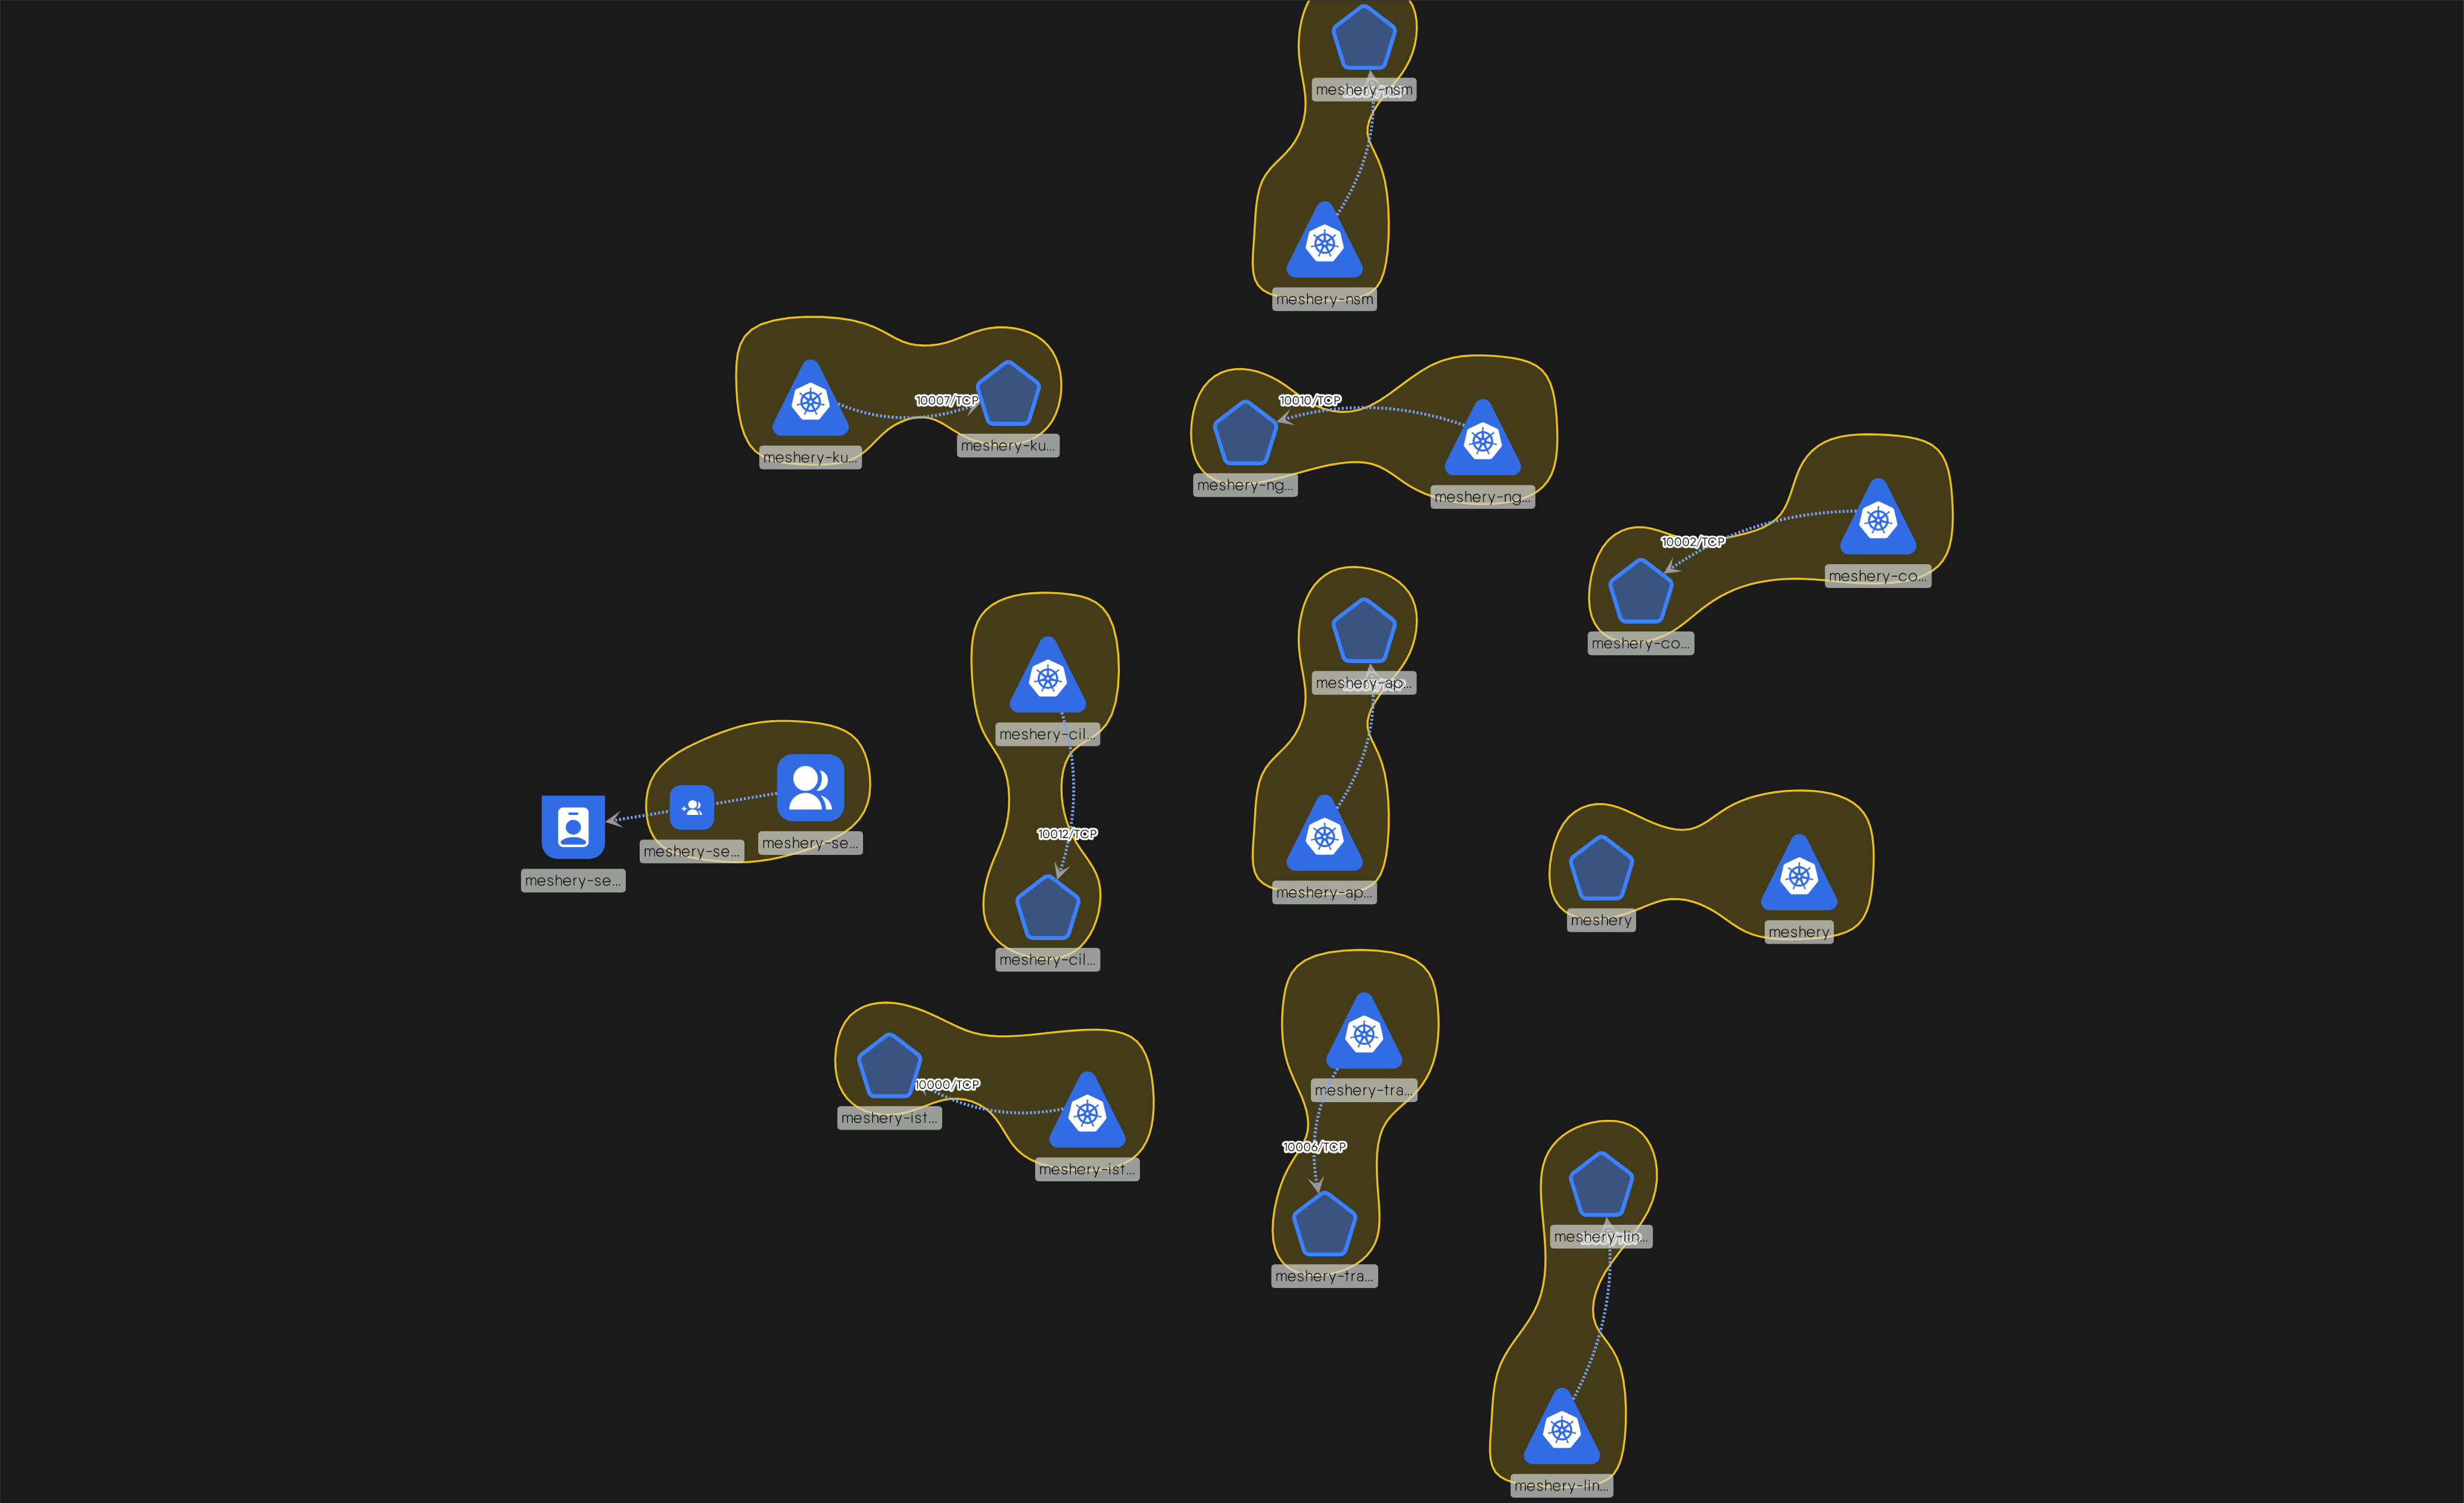 meshery-nsm
meshery-nsm
10007/TCP
meshery-ku...
meshery-ku...
10010/TCP
meshery-ng...
meshery-ng...
10002/TCP
meshery-co...
meshery-co...
meshery-ap...
meshery-ap...
meshery-cil...
10012/TCP
meshery-cil...
meshery-se...
meshery-se...
meshery-se...
meshery
meshery
10000/TCP
meshery-ist...
meshery-ist...
meshery-tra...
10006/TCP
meshery-tra...
meshery-lin...
meshery-lin...